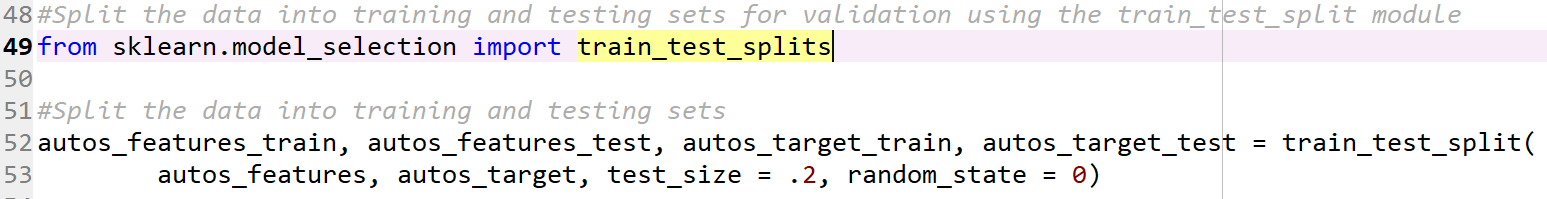 48 #Split the data into training and testing sets for validation using the train_test_split module
49 from sklearn.model_selection import train_test_splits
50
51 #Split the data into training and testing sets
52 autos_features_train, autos_features_test, autos_target_train, autos_target_test = train_test_split(
53         autos_features, autos_target, test_size = .2, random_state = 0)